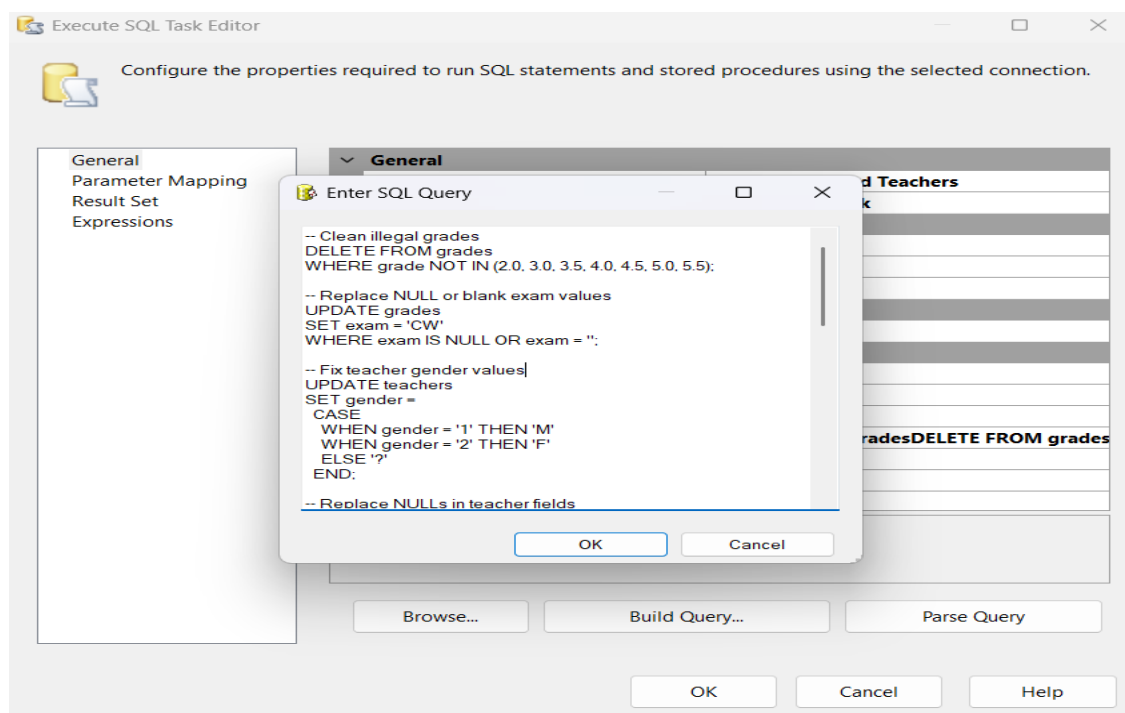 Execute SQL Task Editor
Configure the properties required to run SQL statements and stored procedures using the selected connection.
General
Parameter Mapping
Result Set
Expressions
General
d Teachers
k
radesDELETE FROM grades
Enter SQL Query
-- Clean illegal grades
DELETE FROM grades
WHERE grade NOT IN (2.0, 3.0, 3.5, 4.0, 4.5, 5.0, 5.5);
-- Replace NULL or blank exam values
UPDATE grades
SET exam = 'CW'
WHERE exam IS NULL OR exam = '';
-- Fix teacher gender values
UPDATE teachers
SET gender =
CASE
WHEN gender = '1' THEN 'M'
WHEN gender = '2' THEN 'F'
ELSE '?'
END;
-- Replace NULLs in teacher fields
OK
Cancel
Browse...
Build Query...
Parse Query
OK
Cancel
Help